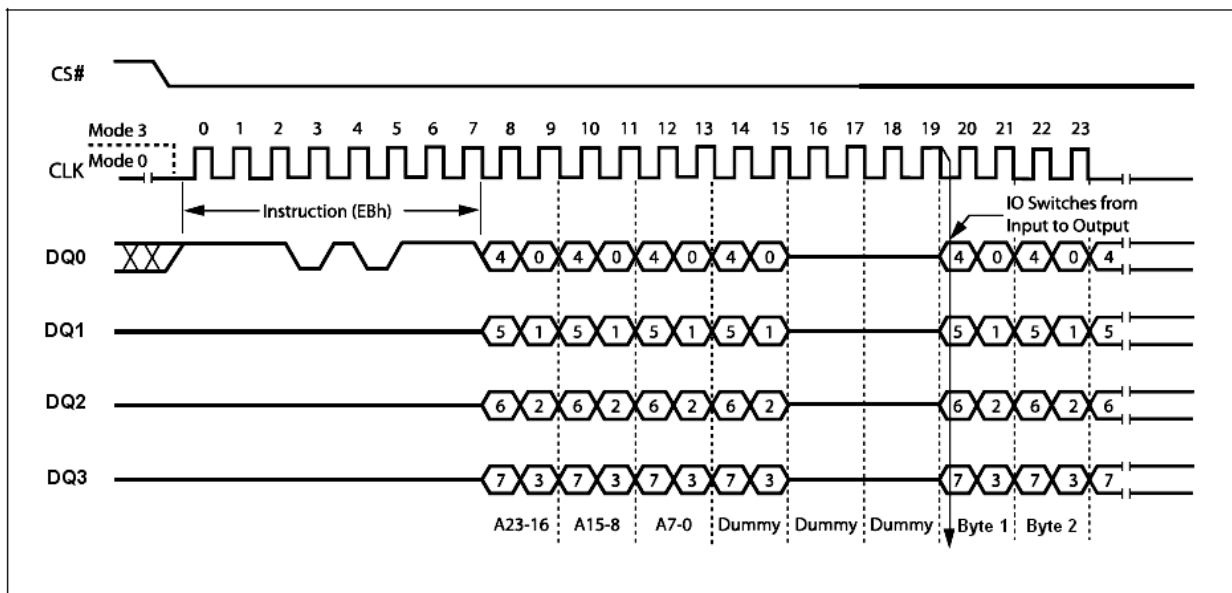 CS#
Mode 3
0 1 2 3 4 5 6 7 8 9 10 11 12 13 14 15 16 17 18 19 20 21 22 23
CLK
Mode 0
Instruction (EBh)
IO Switches from
Input to Output
DQ0
4 0 4 0 4 0 4 0 4 0 4 0 4
DQ1
5 1 5 1 5 1 5 1 5 1 5 1 5
DQ2
6 2 6 2 6 2 6 2 6 2 6 2 6
DQ3
7 3 7 3 7 3 7 3 7 3 7 3 7
A23-16 A15-8 A7-0 Dummy Dummy Dummy Byte 1 Byte 2